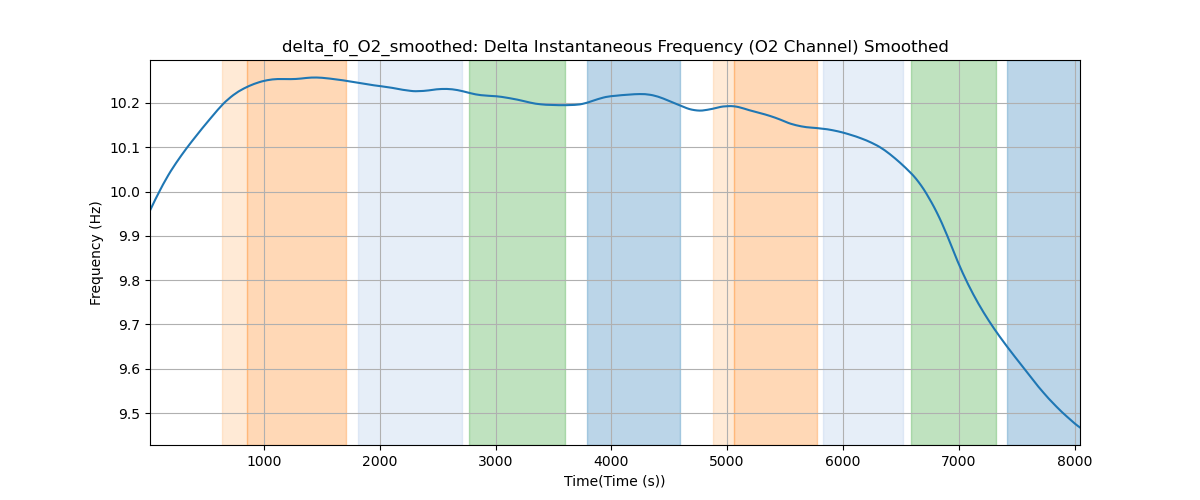 delta_f0_O2_smoothed: Delta Instantaneous Frequency (O2 Channel) Smoothed
10.2
10.1
10.0
9.9
9.8
9.7
9.6
9.5
Frequency (Hz)
1000 2000 3000 4000 5000 6000 7000 8000
Time(Time (s))